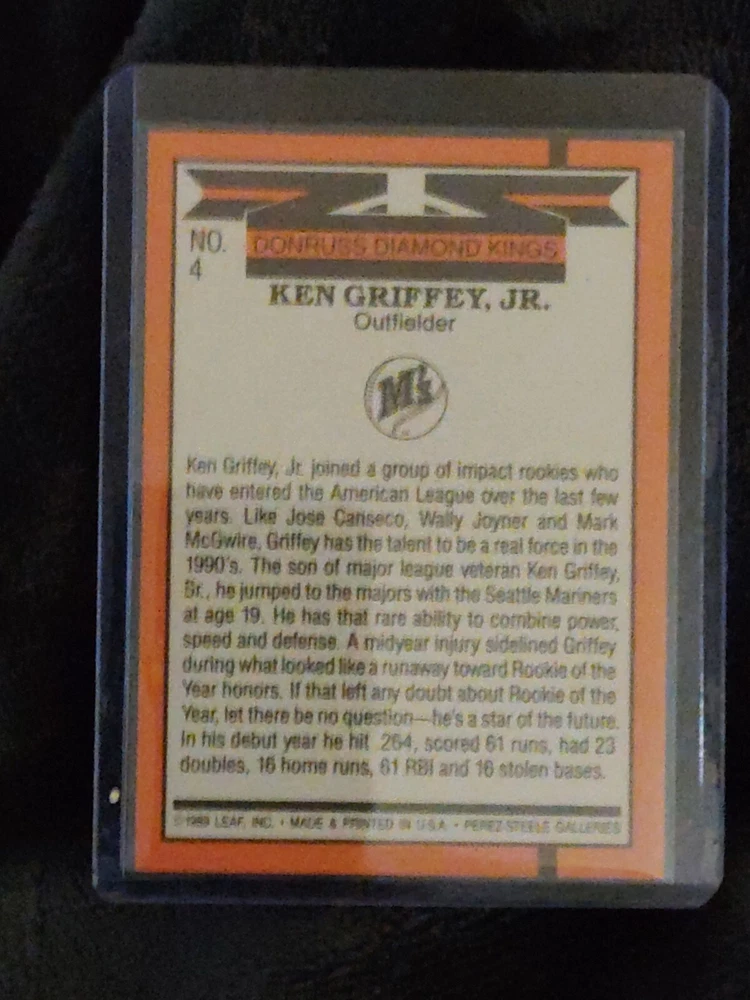 NO.
4
DONRUSS DIAMOND KINGS
KEN GRIFFEY, JR.
Outfielder
M's
Ken Griffey, Jr. joined a group of impact rookies who
have entered the American League over the last few
years. Like Jose Canseco, Wally Joyner and Mark
McGwire, Griffey has the talent to be a real force in the
1990's. The son of major league veteran Ken Griffey,
Sr., he jumped to the majors with the Seattle Mariners
at age 19. He has that rare ability to combine power,
speed and defense. A midyear injury sidelined Griffey
during what looked like a runaway toward Rookie of the
Year honors. If that left any doubt about Rookie of the
Year, let there be no question—he's a star of the future.
In his debut year he hit .264, scored 61 runs, had 23
doubles, 16 home runs, 61 RBI and 16 stolen bases.
©1989 LEAF, INC. • MADE & PRINTED IN U.S.A. • PEREZ-STEELE GALLERIES